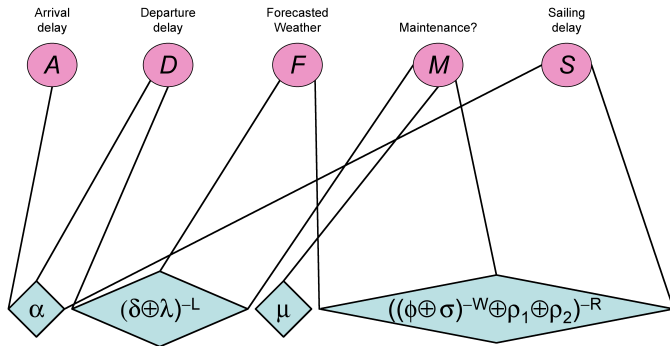 Arrival delay
Departure delay
Forecasted Weather
Maintenance?
Sailing delay
A
D
F
M
S
α
(δ⊕λ)⁻ᴸ
μ
((ϕ⊕σ)⁻ᵂ⊕ρ₁⊕ρ₂)⁻ᴿ